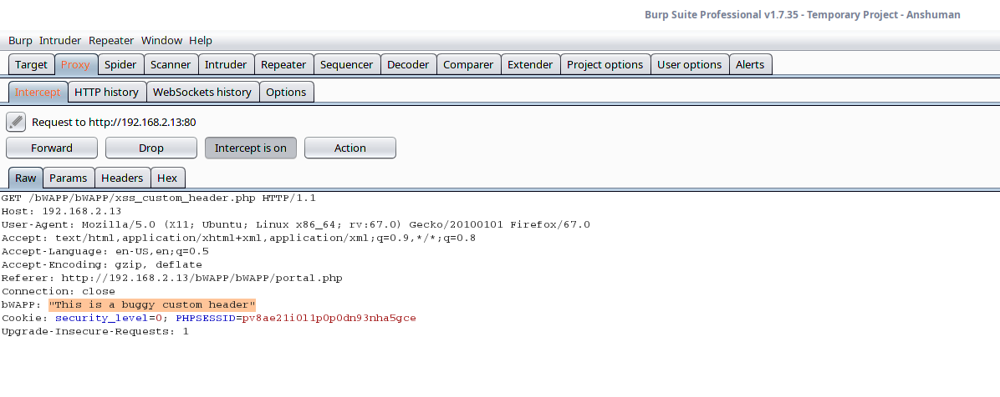 Burp Suite Professional v1.7.35 - Temporary Project - Anshuman
Burp Intruder Repeater Window Help
Target Proxy Spider Scanner Intruder Repeater Sequencer Decoder Comparer Extender Project options User options Alerts
Intercept HTTP history WebSockets history Options
Request to http://192.168.2.13:80
Forward Drop Intercept is on Action
Raw Params Headers Hex
GET /bWAPP/bWAPP/xss_custom_header.php HTTP/1.1
Host: 192.168.2.13
User-Agent: Mozilla/5.0 (X11; Ubuntu; Linux x86_64; rv:67.0) Gecko/20100101 Firefox/67.0
Accept: text/html,application/xhtml+xml,application/xml;q=0.9,*/*;q=0.8
Accept-Language: en-US,en;q=0.5
Accept-Encoding: gzip, deflate
Referer: http://192.168.2.13/bWAPP/bWAPP/portal.php
Connection: close
bWAPP: "This is a buggy custom header"
Cookie: security_level=0; PHPSESSID=pv8ae21i0l1p0p0dn93nha5gce
Upgrade-Insecure-Requests: 1